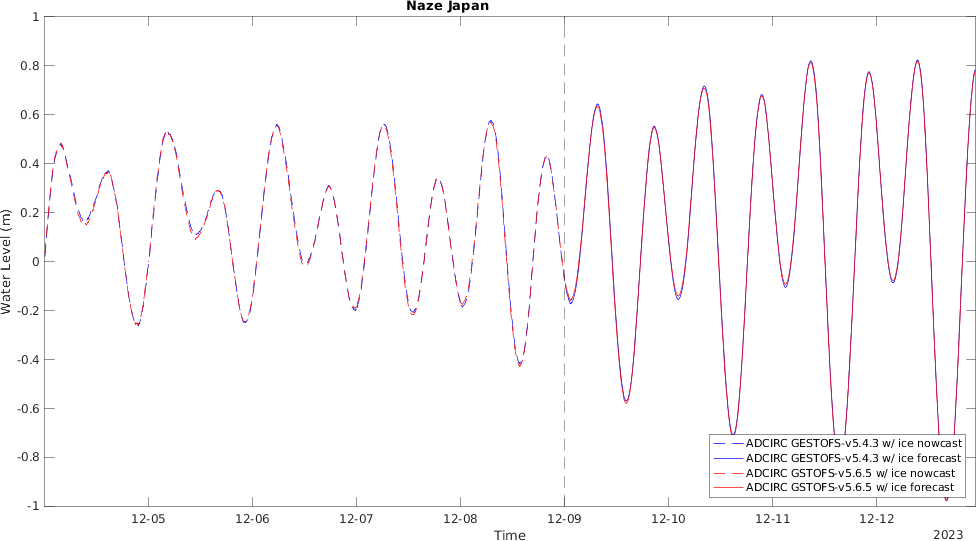 Naze Japan
1
0.8
0.6
0.4
0.2
0
-0.2
-0.4
-0.6
-0.8
-1
Water Level (m)
12-05 12-06 12-07 12-08 12-09 12-10 12-11 12-12
Time
2023
ADCIRC GESTOFS-v5.4.3 w/ ice nowcast
ADCIRC GESTOFS-v5.4.3 w/ ice forecast
ADCIRC GSTOFS-v5.6.5 w/ ice nowcast
ADCIRC GSTOFS-v5.6.5 w/ ice forecast